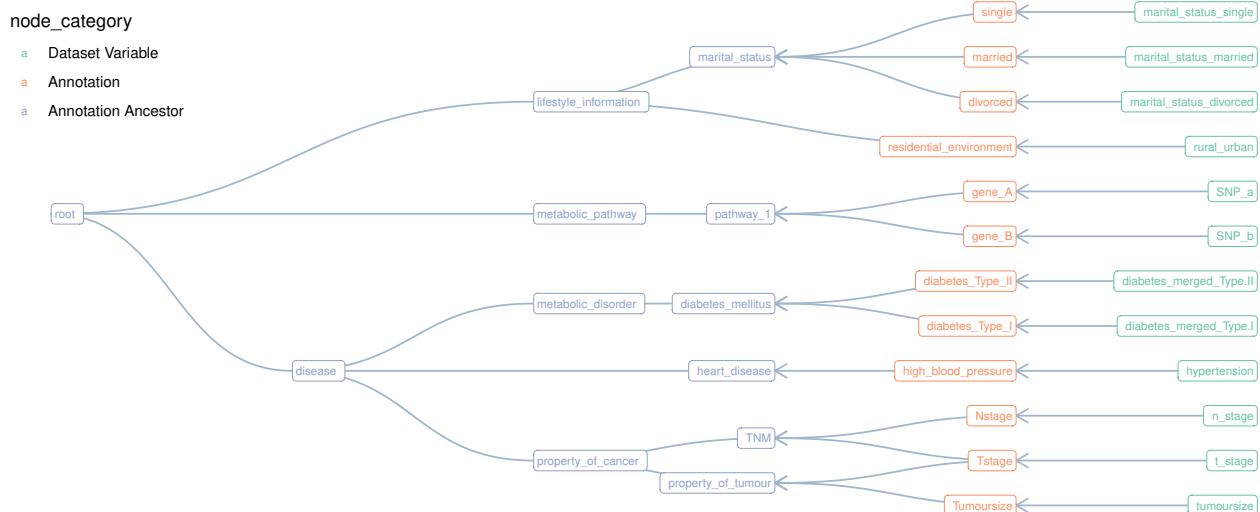 node_category
a Dataset Variable
a Annotation
a Annotation Ancestor
single
marital_status_single
marital_status
married
marital_status_married
lifestyle_information
divorced
marital_status_divorced
residential_environment
rural_urban
gene_A
SNP_a
root
metabolic_pathway
pathway_1
gene_B
SNP_b
diabetes_Type_II
diabetes_merged_Type.II
metabolic_disorder
diabetes_mellitus
diabetes_Type_I
diabetes_merged_Type.I
disease
heart_disease
high_blood_pressure
hypertension
Nstage
n_stage
TNM
property_of_cancer
Tstage
t_stage
property_of_tumour
Tumoursize
tumoursize